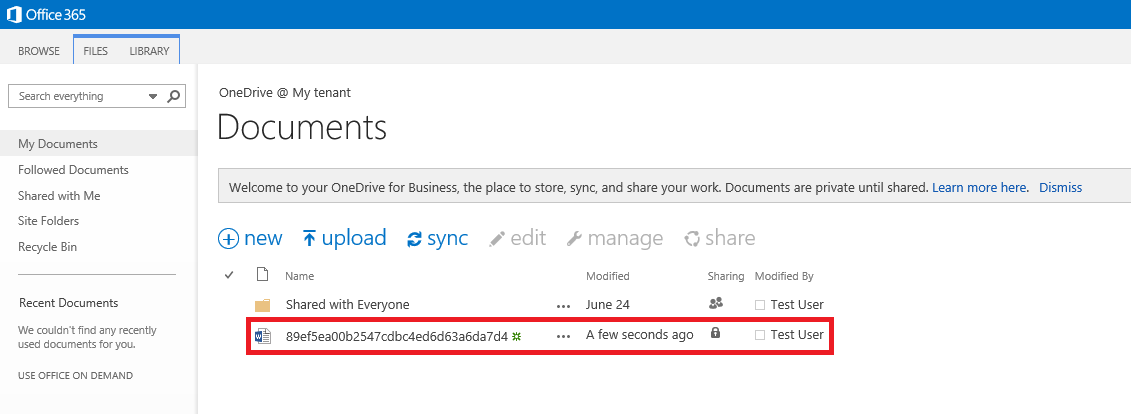 Office 365
BROWSE FILES LIBRARY
Search everything
My Documents
Followed Documents
Shared with Me
Site Folders
Recycle Bin
Recent Documents
We couldn't find any recently
used documents for you.
USE OFFICE ON DEMAND
OneDrive @ My tenant
Documents
Welcome to your OneDrive for Business, the place to store, sync, and share your work. Documents are private until shared. Learn more here. Dismiss
new upload sync edit manage share
Name Modified Sharing Modified By
Shared with Everyone ... June 24 Test User
89ef5ea00b2547cdbc4ed6d63a6da7d4 ... A few seconds ago Test User